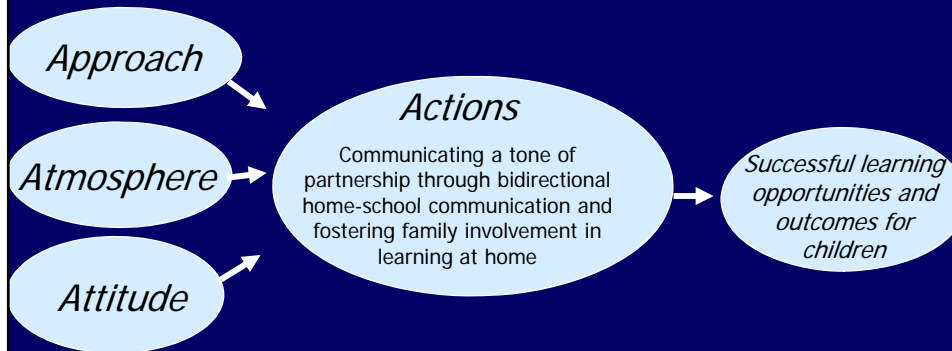 Approach
Atmosphere
Attitude
Actions
Communicating a tone of
partnership through bidirectional
home-school communication and
fostering family involvement in
learning at home
Successful learning
opportunities and
outcomes for
children